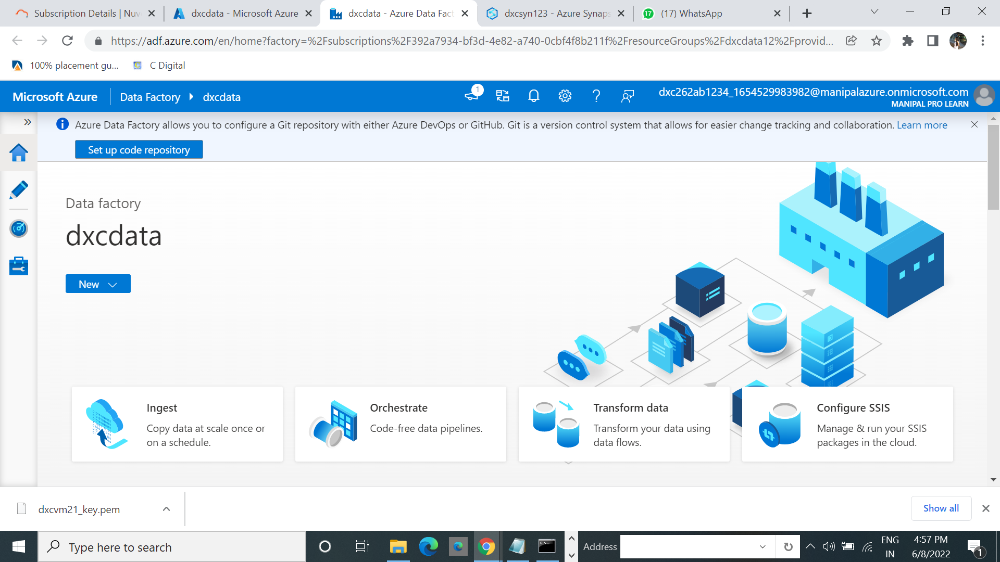 Subscription Details | Nuv
dxcdata - Microsoft Azure
dxcdata - Azure Data Fact
dxcsyn123 - Azure Synaps
17
(17) WhatsApp
https://adf.azure.com/en/home?factory=%2Fsubscriptions%2F392a7934-bf3d-4e82-a740-0cbf4f8b211f%2FresourceGroups%2Fdxcdata12%2Fprovid...
100% placement gu...
C Digital
Microsoft Azure
Data Factory
dxcdata
1
dxc262ab1234_1654529983982@manipalazure.onmicrosoft.com
MANIPAL PRO LEARN
Azure Data Factory allows you to configure a Git repository with either Azure DevOps or GitHub. Git is a version control system that allows for easier change tracking and collaboration. Learn more
Set up code repository
Data factory
dxcdata
New
Ingest
Copy data at scale once or
on a schedule.
Orchestrate
Code-free data pipelines.
Transform data
Transform your data using
data flows.
Configure SSIS
Manage & run your SSIS
packages in the cloud.
dxcvm21_key.pem
Show all
Type here to search
Address
ENG
IN
4:57 PM
6/8/2022
1